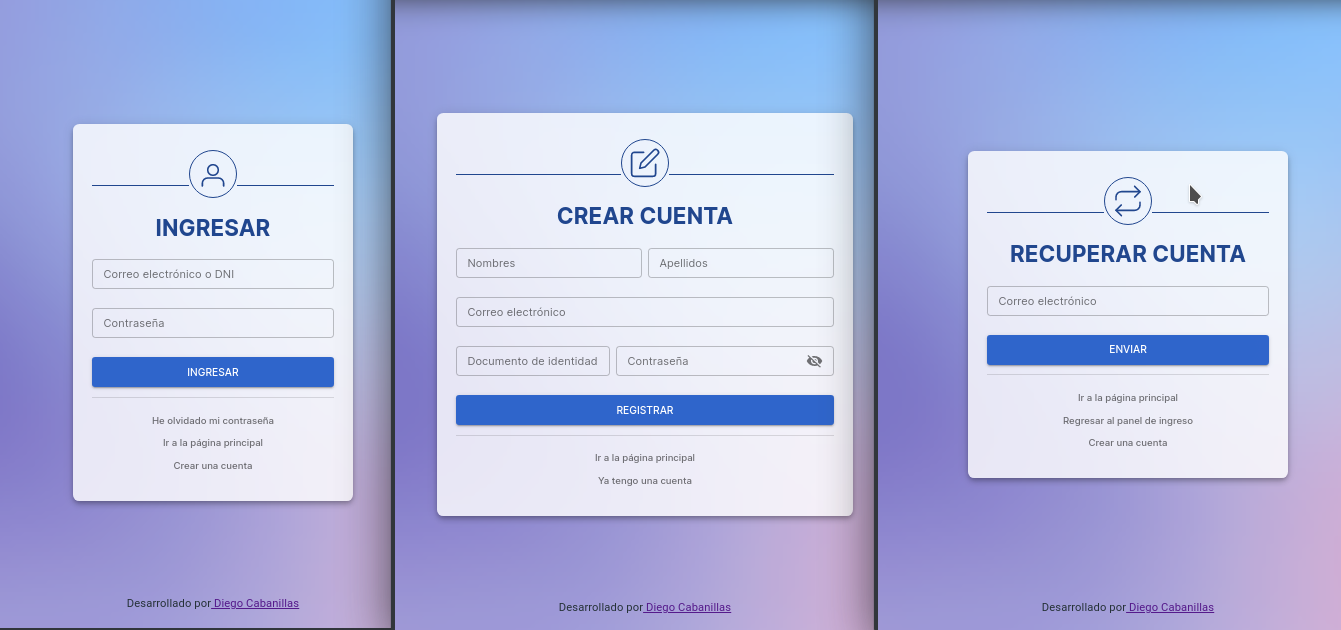 INGRESAR
Correo electrónico o DNI
Contraseña
INGRESAR
He olvidado mi contraseña
Ir a la página principal
Crear una cuenta
Desarrollado por Diego Cabanillas
CREAR CUENTA
Nombres Apellidos
Correo electrónico
Documento de identidad Contraseña
REGISTRAR
Ir a la página principal
Ya tengo una cuenta
Desarrollado por Diego Cabanillas
RECUPERAR CUENTA
Correo electrónico
ENVIAR
Ir a la página principal
Regresar al panel de ingreso
Crear una cuenta
Desarrollado por Diego Cabanillas